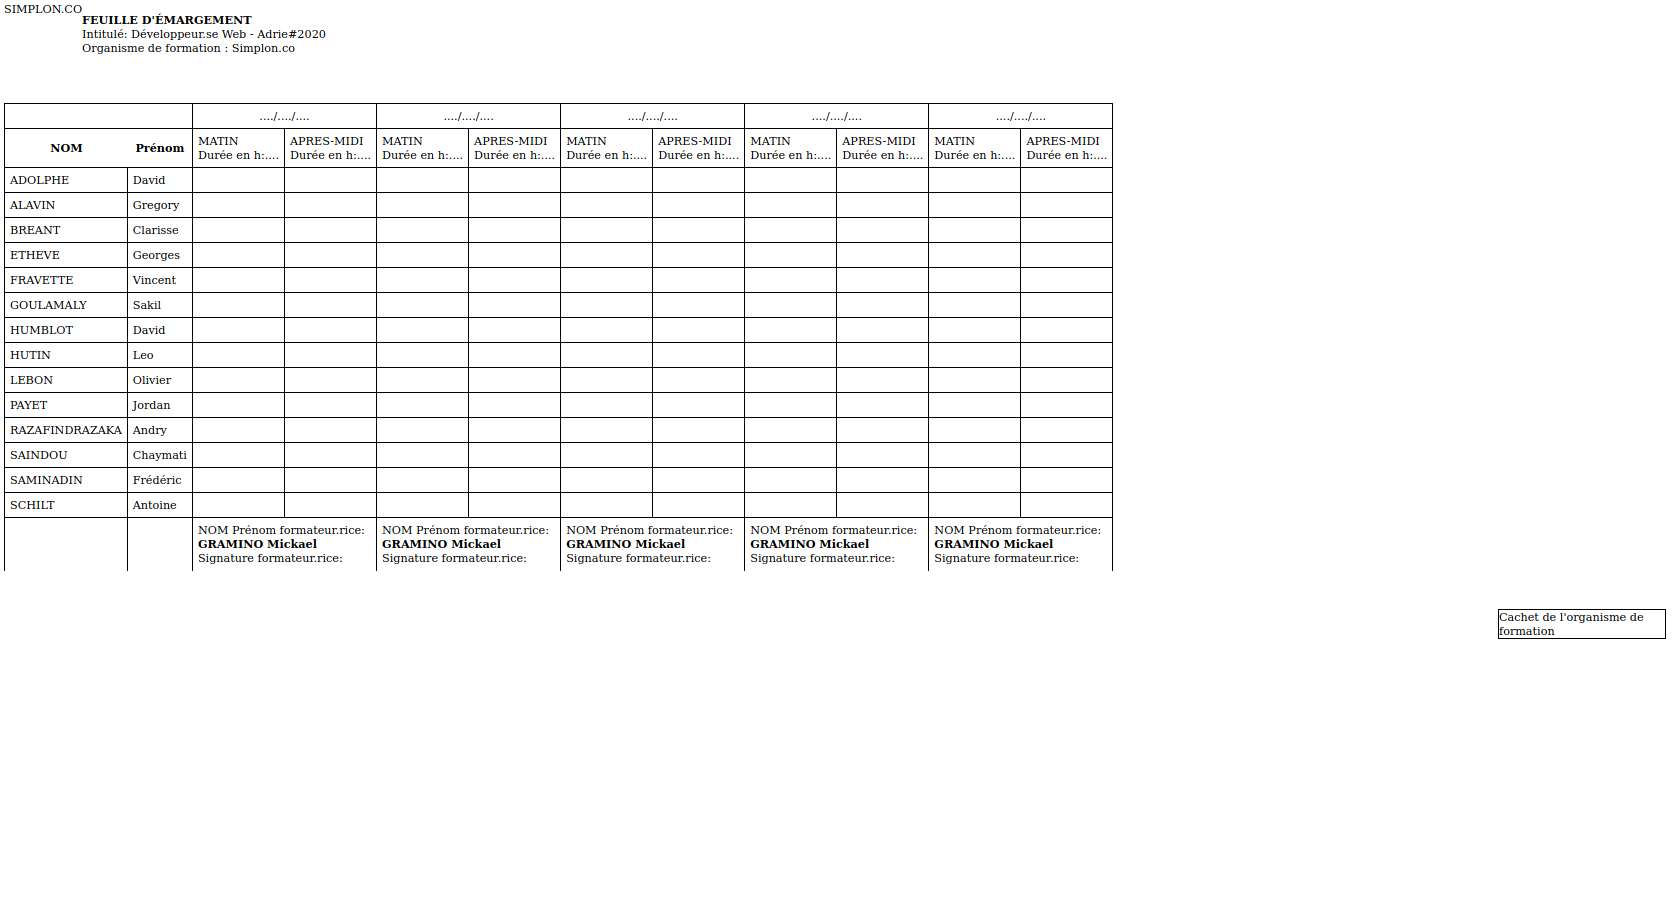 SIMPLON.CO
FEUILLE D'ÉMARGEMENT
Intitulé: Développeur.se Web - Adrie#2020
Organisme de formation : Simplon.co
..../..../.... ..../..../.... ..../..../.... ..../..../.... ..../..../....
NOM Prénom MATIN APRES-MIDI MATIN APRES-MIDI MATIN APRES-MIDI MATIN APRES-MIDI MATIN APRES-MIDI
Durée en h:.... Durée en h:.... Durée en h:.... Durée en h:.... Durée en h:.... Durée en h:.... Durée en h:.... Durée en h:.... Durée en h:.... Durée en h:....
ADOLPHE David
ALAVIN Gregory
BREANT Clarisse
ETHEVE Georges
FRAVETTE Vincent
GOULAMALY Sakil
HUMBLOT David
HUTIN Leo
LEBON Olivier
PAYET Jordan
RAZAFINDRAZAKA Andry
SAINDOU Chaymati
SAMINADIN Frédéric
SCHILT Antoine
NOM Prénom formateur.rice: NOM Prénom formateur.rice: NOM Prénom formateur.rice: NOM Prénom formateur.rice: NOM Prénom formateur.rice:
GRAMINO Mickael GRAMINO Mickael GRAMINO Mickael GRAMINO Mickael GRAMINO Mickael
Signature formateur.rice: Signature formateur.rice: Signature formateur.rice: Signature formateur.rice: Signature formateur.rice:
Cachet de l'organisme de
formation